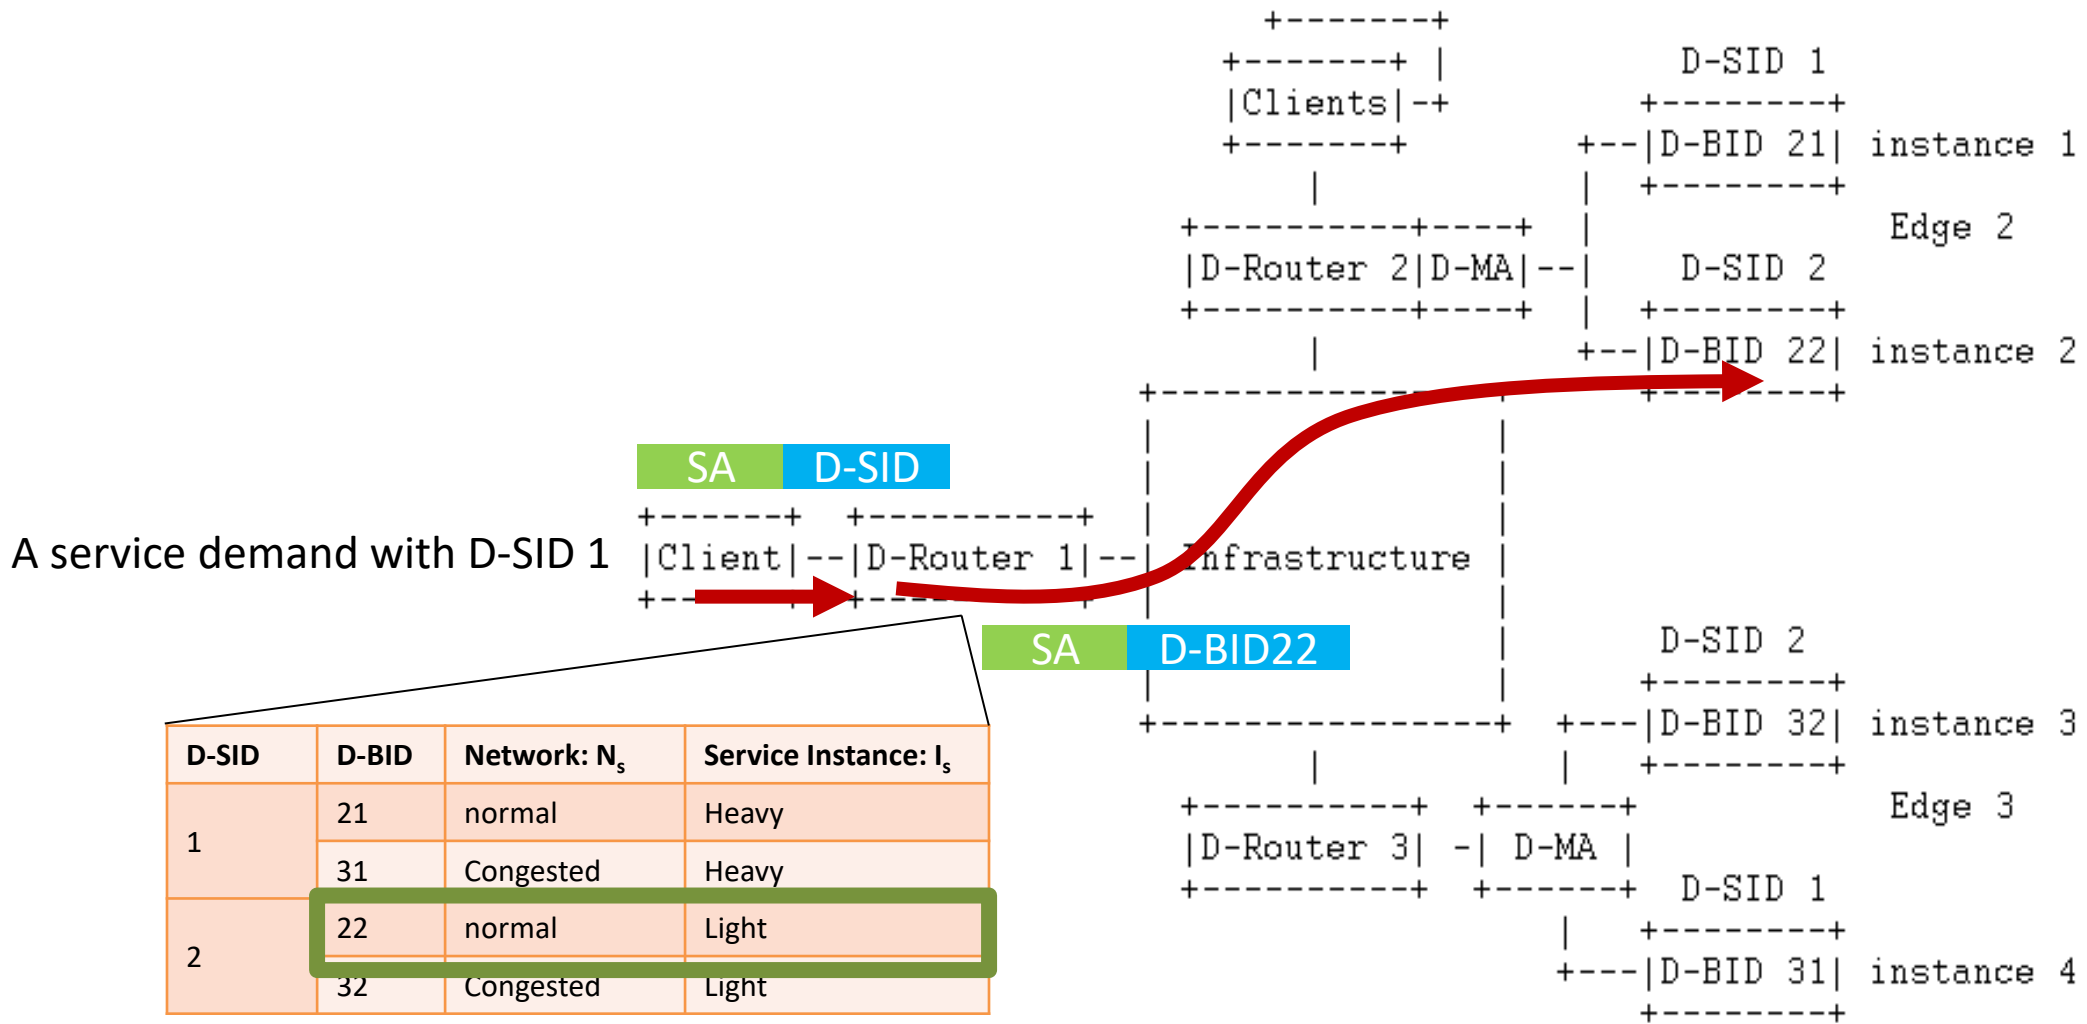 D-SID 1
|Clients|-+
+--|D-BID 21| instance 1
Edge 2
|D-Router 2|D-MA|--| D-SID 2
+--|D-BID 22| instance 2
SA D-SID
A service demand with D-SID 1 |Client|--|D-Router 1|--| Infrastructure |
SA D-BID22
D-SID 2
+---|D-BID 32| instance 3
D-SID D-BID Network: Ns Service Instance: Is
1 21 normal Heavy
31 Congested Heavy
2 22 normal Light
32 Congested Light
Edge 3
|D-Router 3| -| D-MA |
D-SID 1
+---|D-BID 31| instance 4